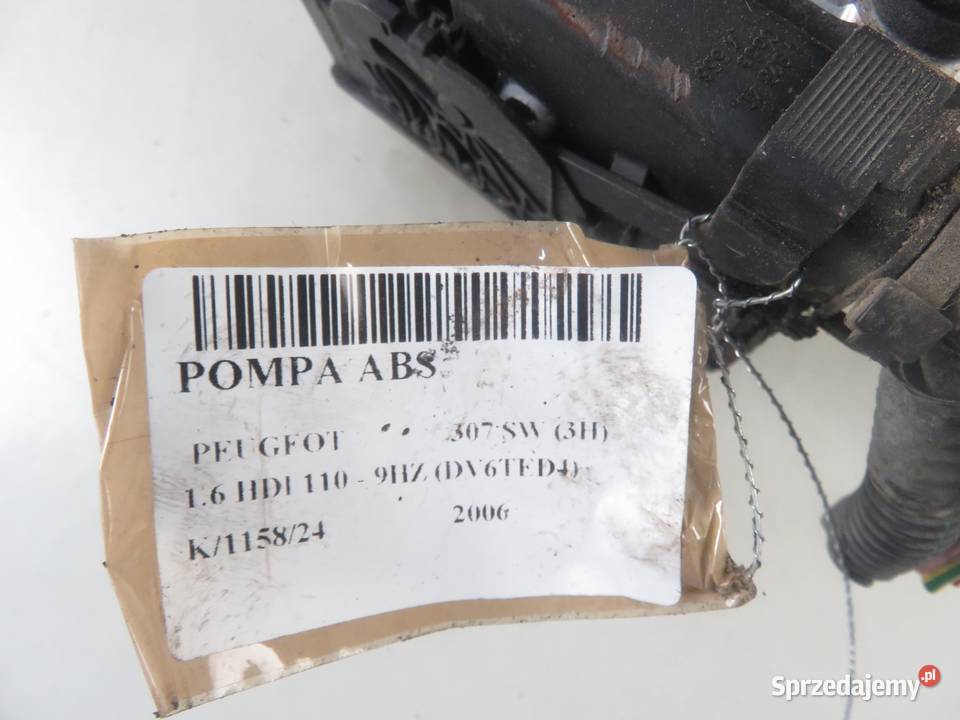 POMPA ABS
PEUGEOT 307 SW (3H)
1.6 HDI 110 - 9HZ (DV6TED4)
K/1158/24 2006
Sprzedajemy.pl